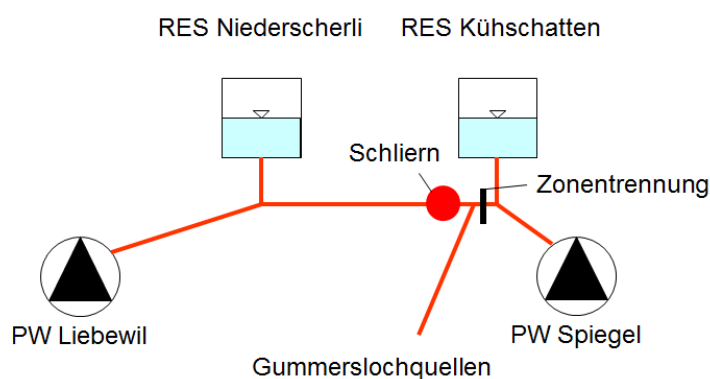 RES Niederscherli
RES Kühschatten
Schliern
Zonentrennung
PW Liebewil
PW Spiegel
Gummerslochquellen